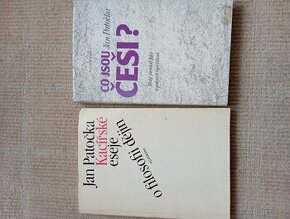 CO JSOU Jan Patočka
ČEŠI?
Jan Patočka
Kacířské
eseje
o filosofii dějin